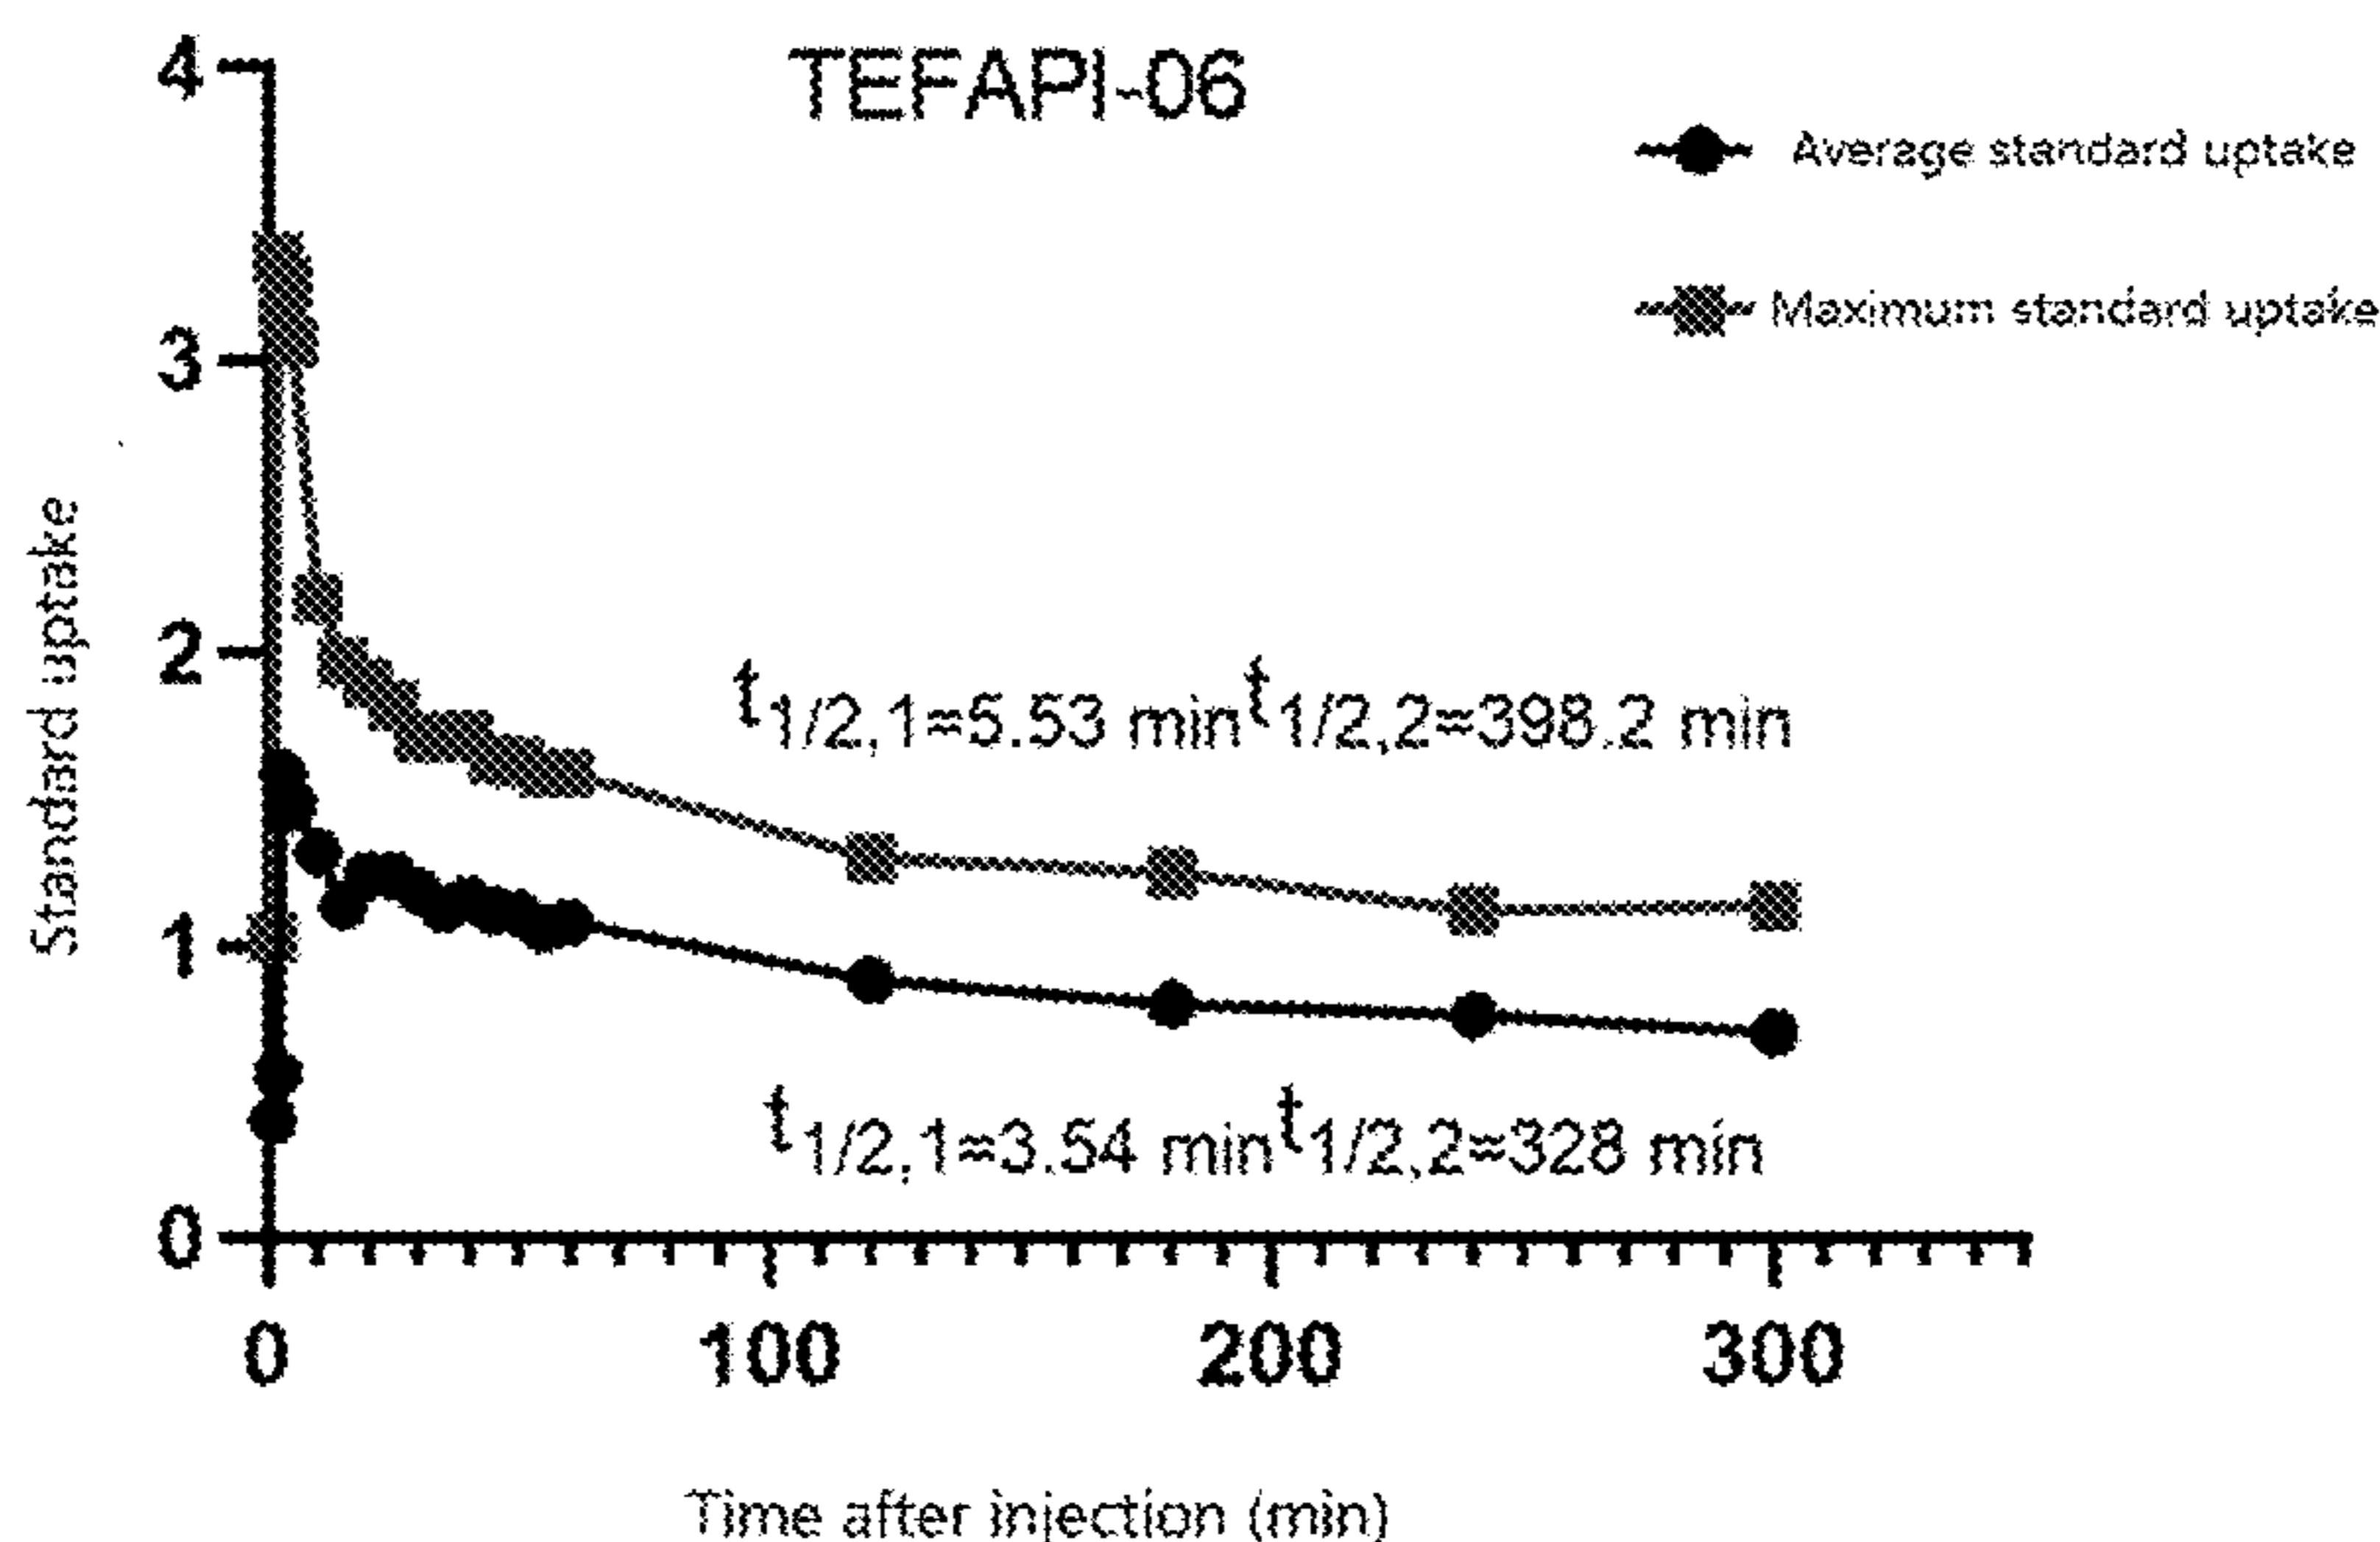 TEFAPI-06
Average standard uptake
Maximum standard uptake
4
3
2
1
0
Standard uptake
t1/2,1=5.53 min t1/2,2=398.2 min
t1/2,1=3.54 min t1/2,2=328 min
0 100 200 300
Time after injection (min)